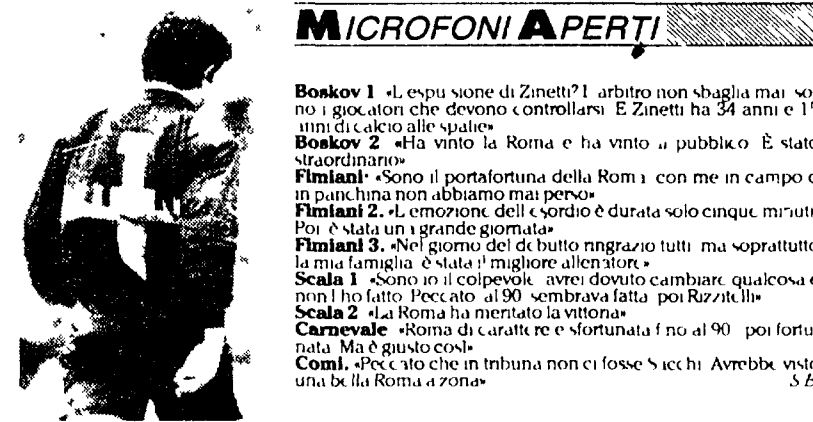 MICROFONI APERTI
Boskov 1 «L espu sione di Zinetti? L arbitro non sbaglia mai so
no i giocatori che devono controllarsi E Zinetti ha 34 anni e 1
anni di calcio alle spalle»
Boskov 2 «Ha vinto la Roma e ha vinto il pubblico È stato
straordinario»
Fimiani «Sono il portafortuna della Roma con me in campo o
in panchina non abbiamo mai perso»
Fimiani 2. «L emozione dell esordio è durata solo cinque minuti
Poi è stata una grande giornata»
Fimiani 3. «Nel giorno del debutto ringrazio tutti ma soprattutto
la mia famiglia è stata il migliore allenatore»
Scala 1 «Sono io il colpevole avrei dovuto cambiare qualcosa e
non l ho fatto Peccato al 90 sembrava fatta poi Rizzitelli»
Scala 2 «La Roma ha meritato la vittoria»
Carnevale «Roma di carattere e sfortunata fino al 90 poi fortu
nata Ma è giusto così»
Comi. «Peccato che in tribuna non ci fosse Sacchi Avrebbe visto
una bella Roma a zona»